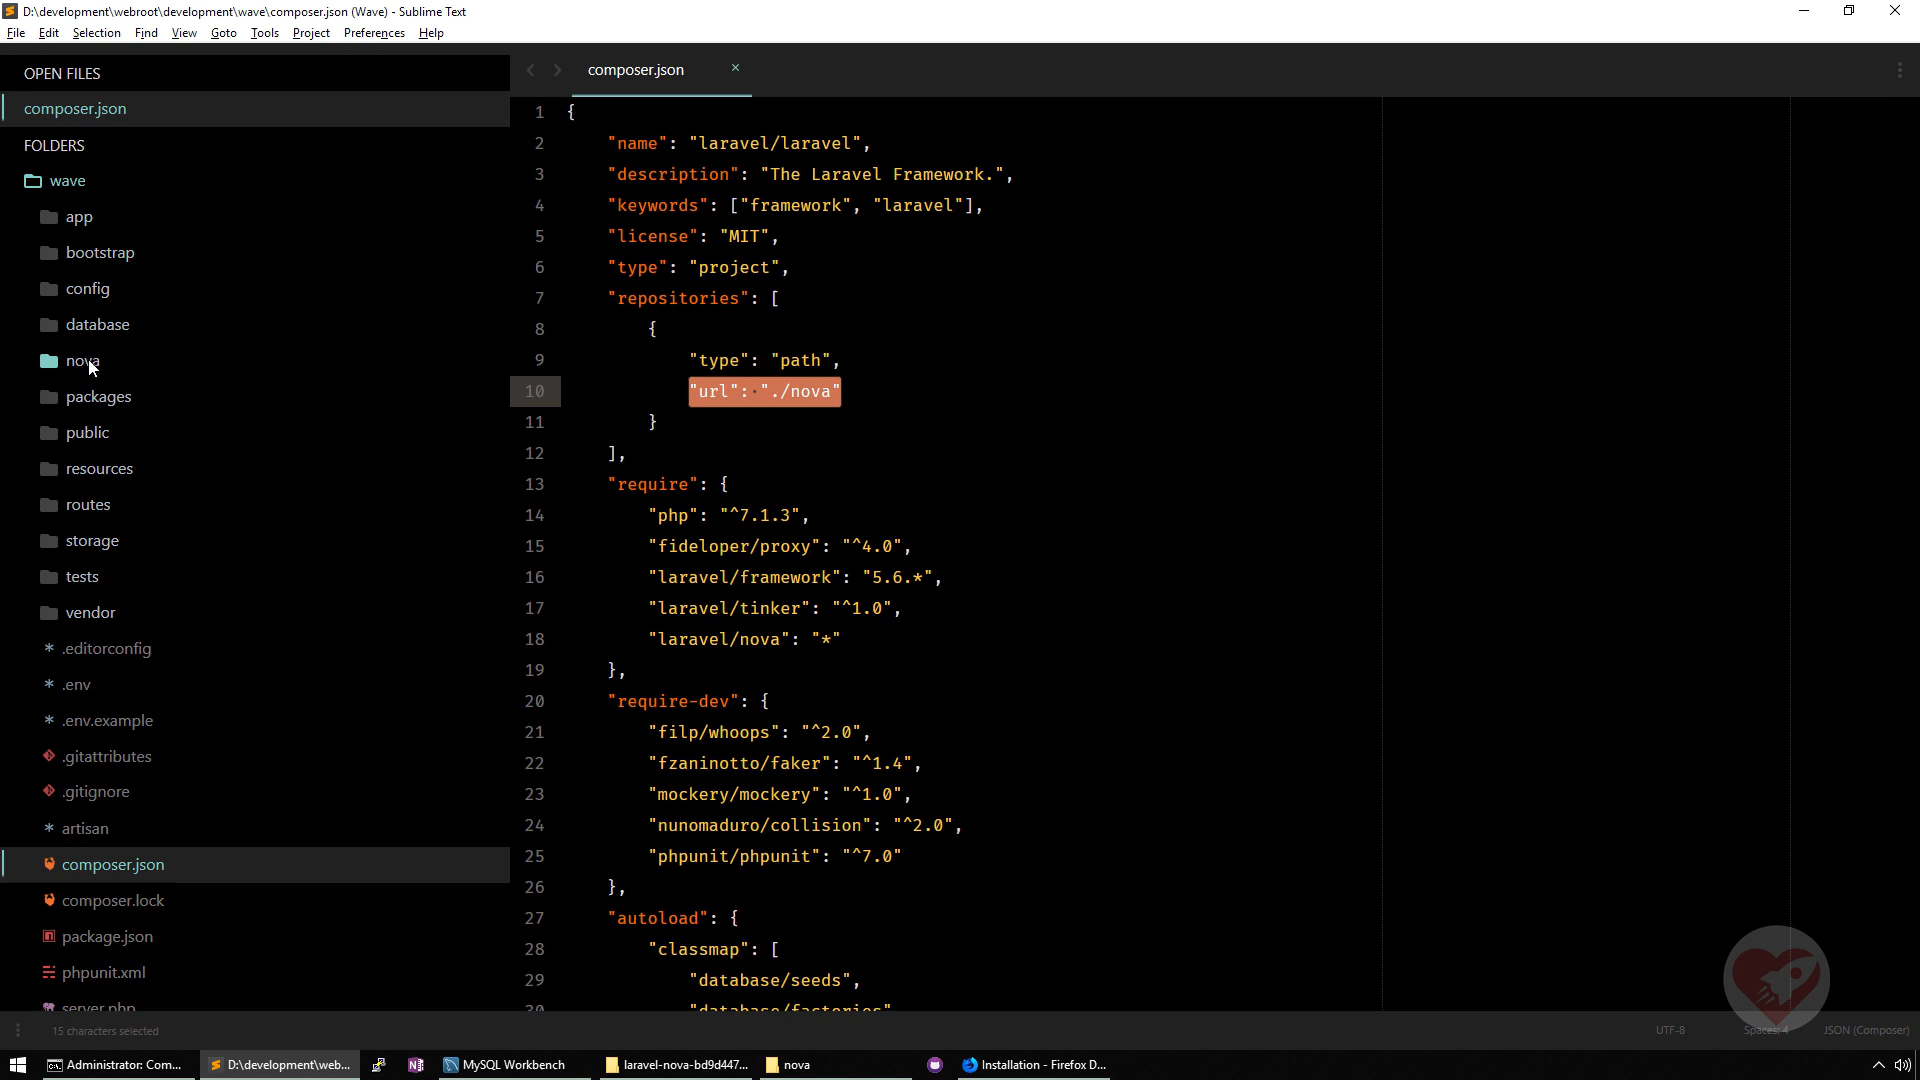 D:\development\webroot\development\wave\composer.json (Wave) - Sublime Text
File Edit Selection Find View Goto Tools Project Preferences Help
OPEN FILES
composer.json
FOLDERS
wave
app
bootstrap
config
database
nova
packages
public
resources
routes
storage
tests
vendor
* .editorconfig
* .env
* .env.example
.gitattributes
.gitignore
* artisan
composer.json
composer.lock
package.json
phpunit.xml
server.php
composer.json ×
1 {
2 "name": "laravel/laravel",
3 "description": "The Laravel Framework.",
4 "keywords": ["framework", "laravel"],
5 "license": "MIT",
6 "type": "project",
7 "repositories": [
8 {
9 "type": "path",
10 "url": "./nova"
11 }
12 ],
13 "require": {
14 "php": "^7.1.3",
15 "fideloper/proxy": "^4.0",
16 "laravel/framework": "5.6.*",
17 "laravel/tinker": "^1.0",
18 "laravel/nova": "*"
19 },
20 "require-dev": {
21 "filp/whoops": "^2.0",
22 "fzaninotto/faker": "^1.4",
23 "mockery/mockery": "^1.0",
24 "nunomaduro/collision": "^2.0",
25 "phpunit/phpunit": "^7.0"
26 },
27 "autoload": {
28 "classmap": [
29 "database/seeds",
30 "database/factories"
15 characters selected
UTF-8 Spaces: 4 JSON (Composer)
Administrator: Com... D:\development\web... MySQL Workbench laravel-nova-bd9d447... nova Installation - Firefox D...